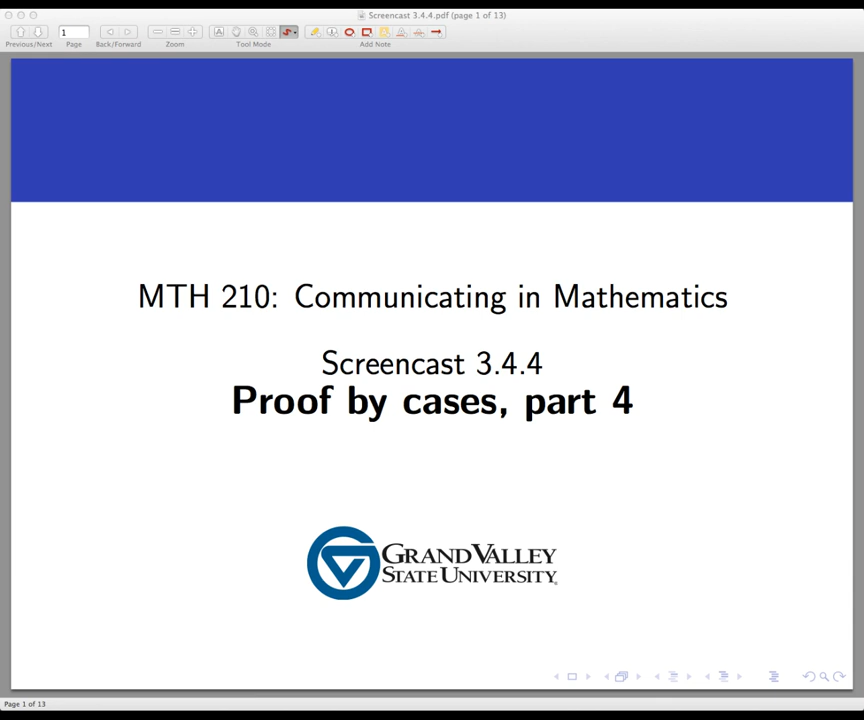 Screencast 3.4.4.pdf (page 1 of 13)
1
A
Previous/Next Page Back/Forward Zoom Tool Mode Add Note
MTH 210: Communicating in Mathematics
Screencast 3.4.4
Proof by cases, part 4
GRANDVALLEY
STATE UNIVERSITY
Page 1 of 13